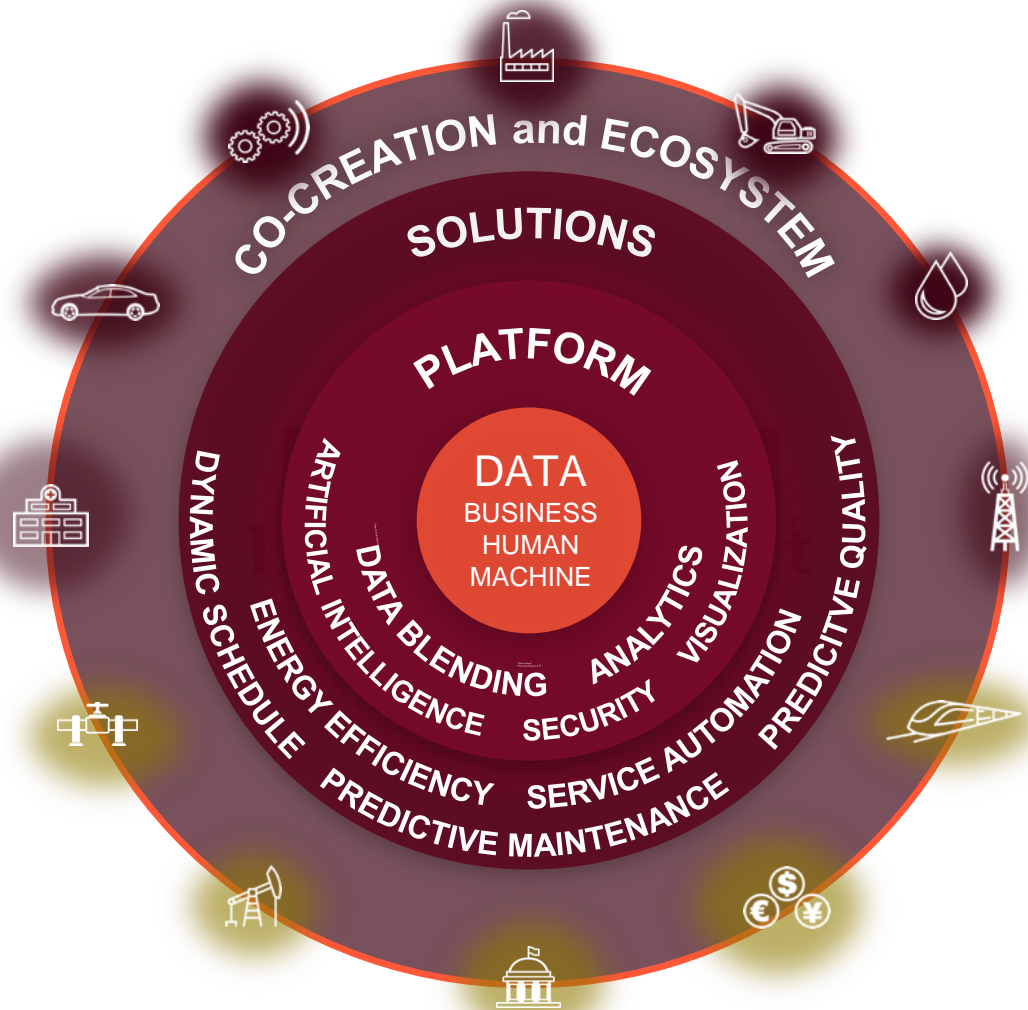 CO-CREATION and ECOSYSTEM
SOLUTIONS
PLATFORM
DATA
BUSINESS
HUMAN
MACHINE
ARTIFICIAL INTELLIGENCE
DATA BLENDING
ANALYTICS
VISUALIZATION
SECURITY
DYNAMIC SCHEDULE
ENERGY EFFICIENCY
SERVICE AUTOMATION
PREDICITVE QUALITY
PREDICTIVE MAINTENANCE
$
€
¥